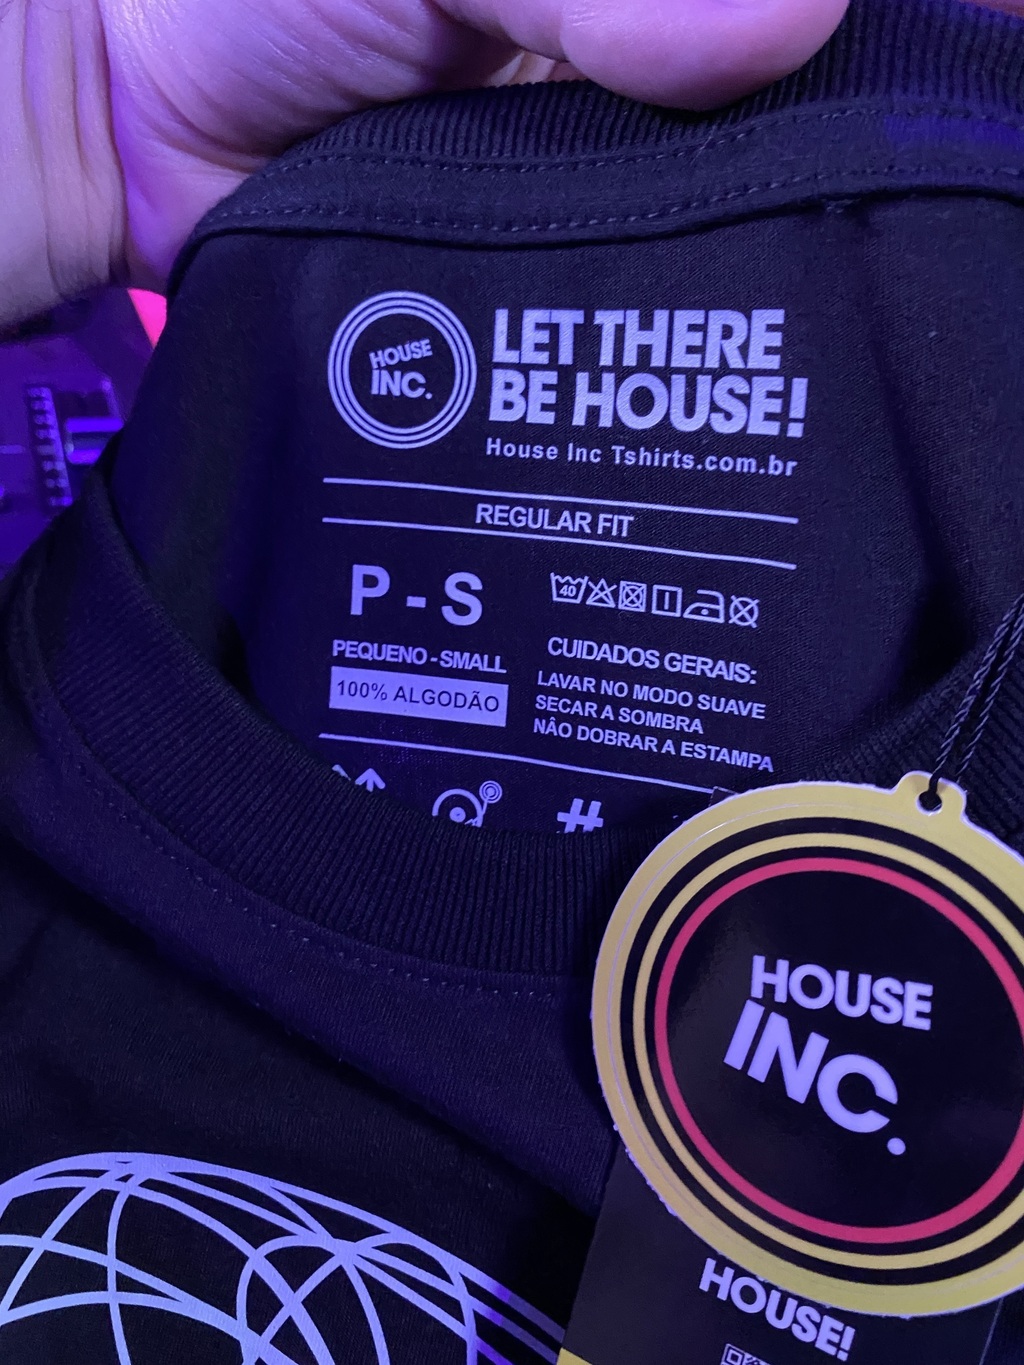 HOUSE
INC.
LET THERE
BE HOUSE!
House Inc Tshirts.com.br
REGULAR FIT
P - S
40
PEQUENO - SMALL
100% ALGODÃO
CUIDADOS GERAIS:
LAVAR NO MODO SUAVE
SECAR A SOMBRA
NÂO DOBRAR A ESTAMPA
#
HOUSE
INC.
HOUSE!